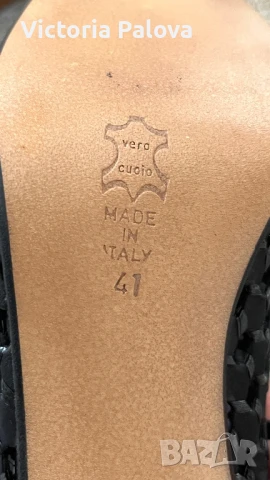 Victoria Palova
vero
cuoio
MADE
IN
ITALY
41
BAZAR